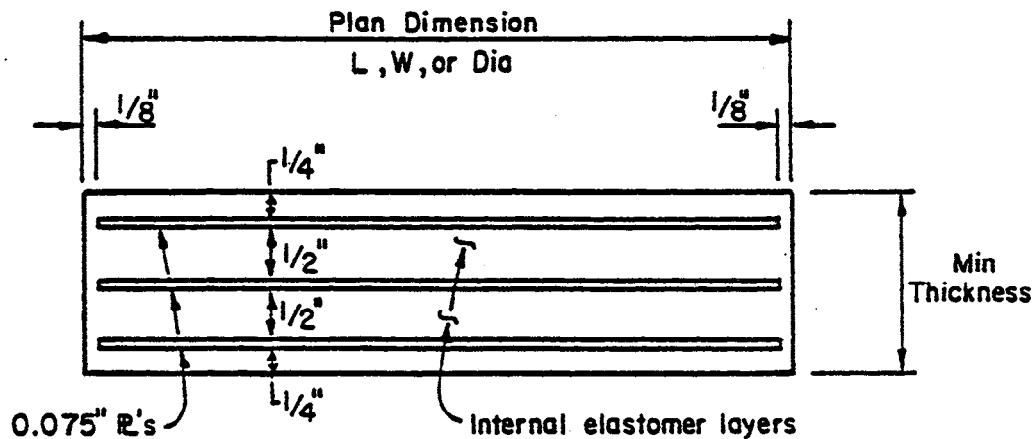 Plan Dimension
L, W, or Dia
1/8"
1/8"
1/4"
1/2"
Min
Thickness
1/2"
1/4"
0.075" ℞'s
Internal elastomer layers